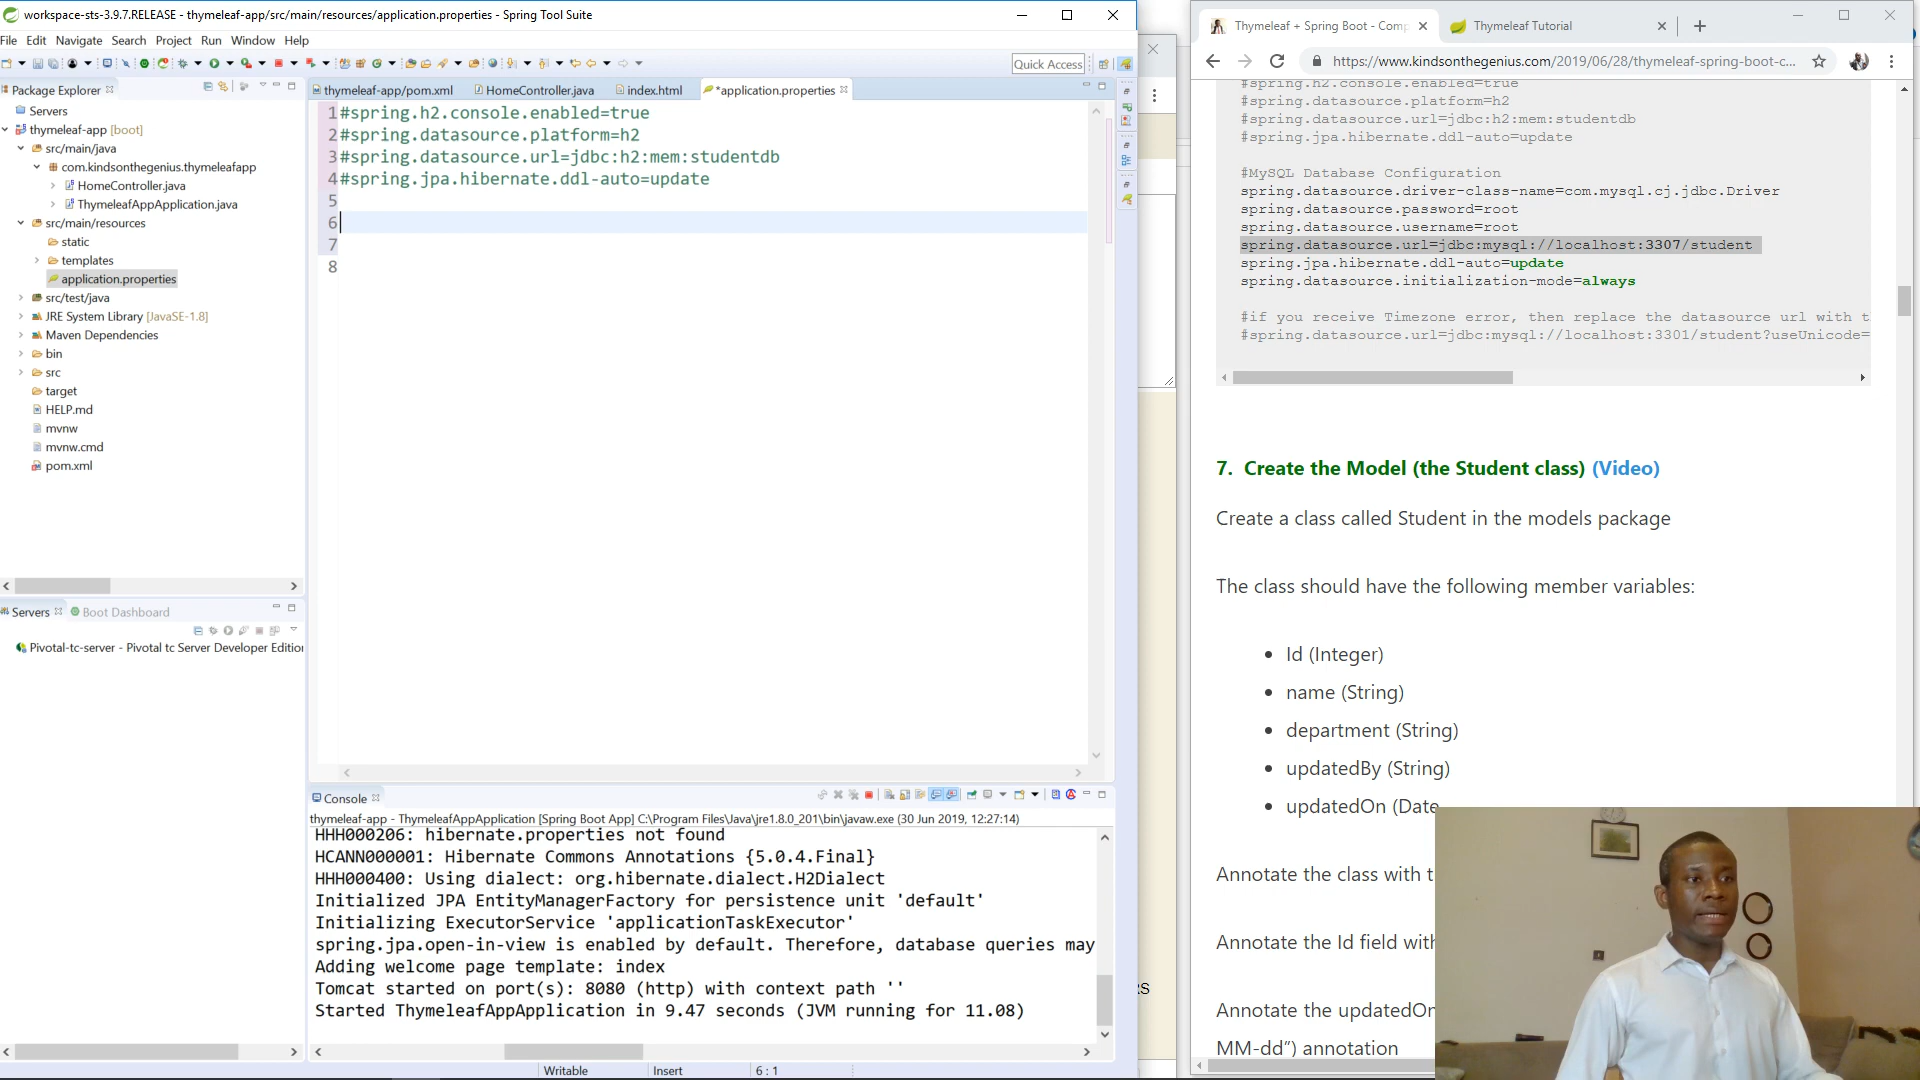 workspace-sts-3.9.7.RELEASE - thymeleaf-app/src/main/resources/application.properties - Spring Tool Suite
File Edit Navigate Search Project Run Window Help
Quick Access
Package Explorer
Servers
thymeleaf-app [boot]
src/main/java
com.kindsonthegenius.thymeleafapp
HomeController.java
ThymeleafAppApplication.java
src/main/resources
static
templates
application.properties
src/test/java
JRE System Library [JavaSE-1.8]
Maven Dependencies
bin
src
target
HELP.md
mvnw
mvnw.cmd
pom.xml
Servers Boot Dashboard
Pivotal-tc-server - Pivotal tc Server Developer Editio
thymeleaf-app/pom.xml HomeController.java index.html *application.properties
1 #spring.h2.console.enabled=true
2 #spring.datasource.platform=h2
3 #spring.datasource.url=jdbc:h2:mem:studentdb
4 #spring.jpa.hibernate.ddl-auto=update
5
6
7
8
Console
thymeleaf-app - ThymeleafAppApplication [Spring Boot App] C:\Program Files\Java\jre1.8.0_201\bin\javaw.exe (30 Jun 2019, 12:27:14)
HHH000206: hibernate.properties not found
HCANN000001: Hibernate Commons Annotations {5.0.4.Final}
HHH000400: Using dialect: org.hibernate.dialect.H2Dialect
Initialized JPA EntityManagerFactory for persistence unit 'default'
Initializing ExecutorService 'applicationTaskExecutor'
spring.jpa.open-in-view is enabled by default. Therefore, database queries may
Adding welcome page template: index
Tomcat started on port(s): 8080 (http) with context path ''
Started ThymeleafAppApplication in 9.47 seconds (JVM running for 11.08)
Writable Insert 6 : 1
RS
Thymeleaf + Spring Boot - Comp Thymeleaf Tutorial
https://www.kindsonthegenius.com/2019/06/28/thymeleaf-spring-boot-c...
#spring.h2.console.enabled=true
#spring.datasource.platform=h2
#spring.datasource.url=jdbc:h2:mem:studentdb
#spring.jpa.hibernate.ddl-auto=update
#MySQL Database Configuration
spring.datasource.driver-class-name=com.mysql.cj.jdbc.Driver
spring.datasource.password=root
spring.datasource.username=root
spring.datasource.url=jdbc:mysql://localhost:3307/student
spring.jpa.hibernate.ddl-auto=update
spring.datasource.initialization-mode=always
#if you receive Timezone error, then replace the datasource url with t
#spring.datasource.url=jdbc:mysql://localhost:3301/student?useUnicode=
7. Create the Model (the Student class) (Video)
Create a class called Student in the models package
The class should have the following member variables:
• Id (Integer)
• name (String)
• department (String)
• updatedBy (String)
• updatedOn (Date
Annotate the class with t
Annotate the Id field with
Annotate the updatedOn
MM-dd”) annotation